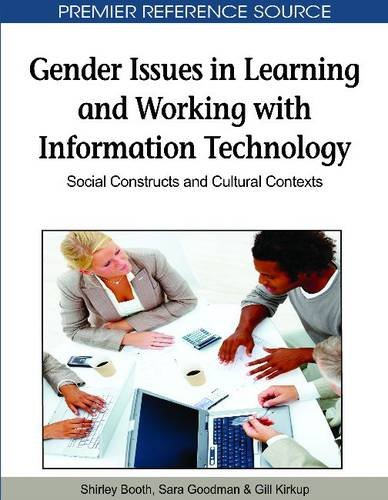 PREMIER REFERENCE SOURCE
Gender Issues in Learning
and Working with
Information Technology
Social Constructs and Cultural Contexts
Shirley Booth, Sara Goodman & Gill Kirkup